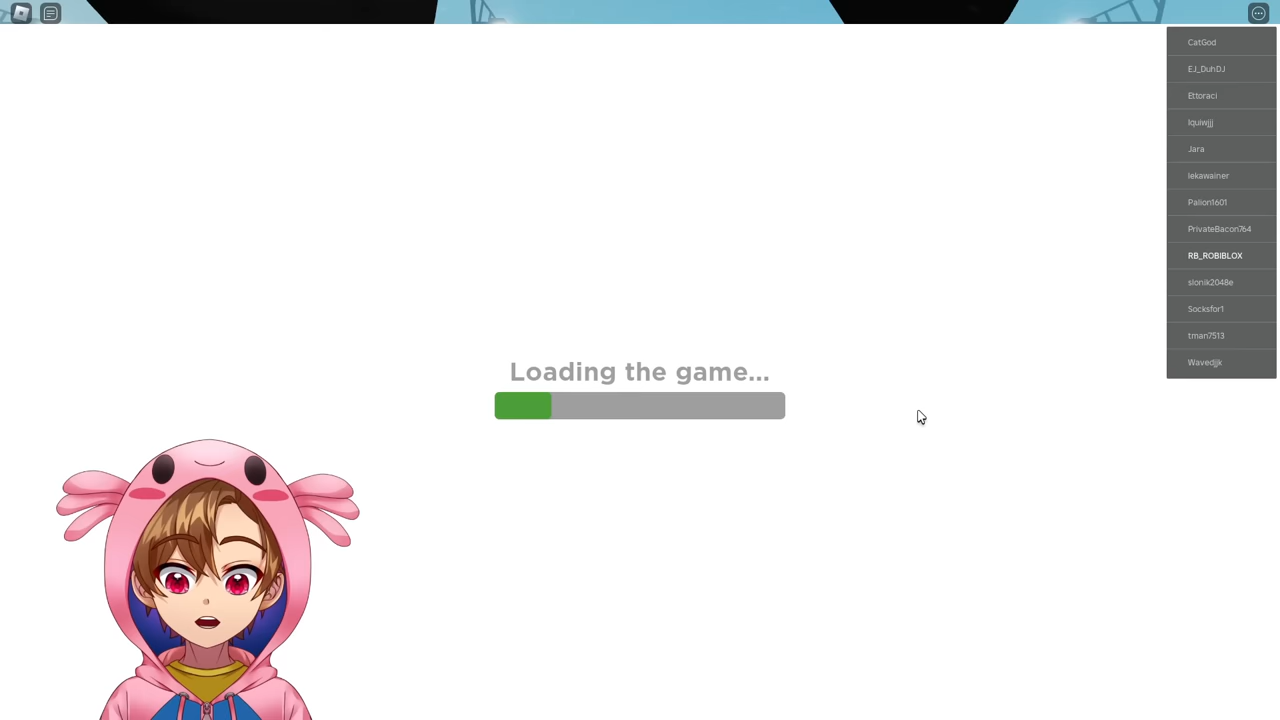 CatGod
EJ_DuhDJ
Ettoraci
Iquiwjjj
Jara
lekawainer
Palion1601
PrivateBacon764
RB_ROBIBLOX
slonik2048e
Socksfor1
tman7513
Wavedjjk
Loading the game...